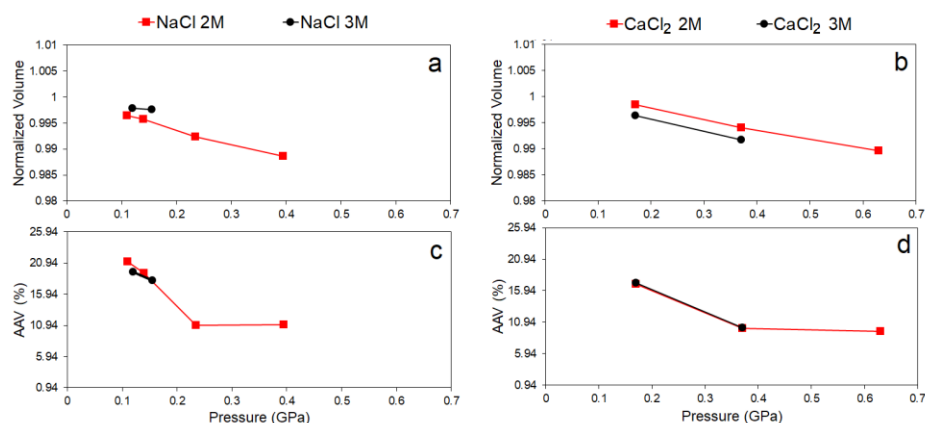 NaCl 2M NaCl 3M
a
Normalized Volume
1.01
1.005
1
0.995
0.99
0.985
0.98
0 0.1 0.2 0.3 0.4 0.5 0.6 0.7
c
AAV (%)
25.94
20.94
15.94
10.94
5.94
0.94
0 0.1 0.2 0.3 0.4 0.5 0.6 0.7
Pressure (GPa)
CaCl₂ 2M CaCl₂ 3M
b
Normalized Volume
1.01
1.005
1
0.995
0.99
0.985
0.98
0 0.1 0.2 0.3 0.4 0.5 0.6 0.7
d
AAV (%)
25.94
20.94
15.94
10.94
5.94
0.94
0 0.1 0.2 0.3 0.4 0.5 0.6 0.7
Pressure (GPa)